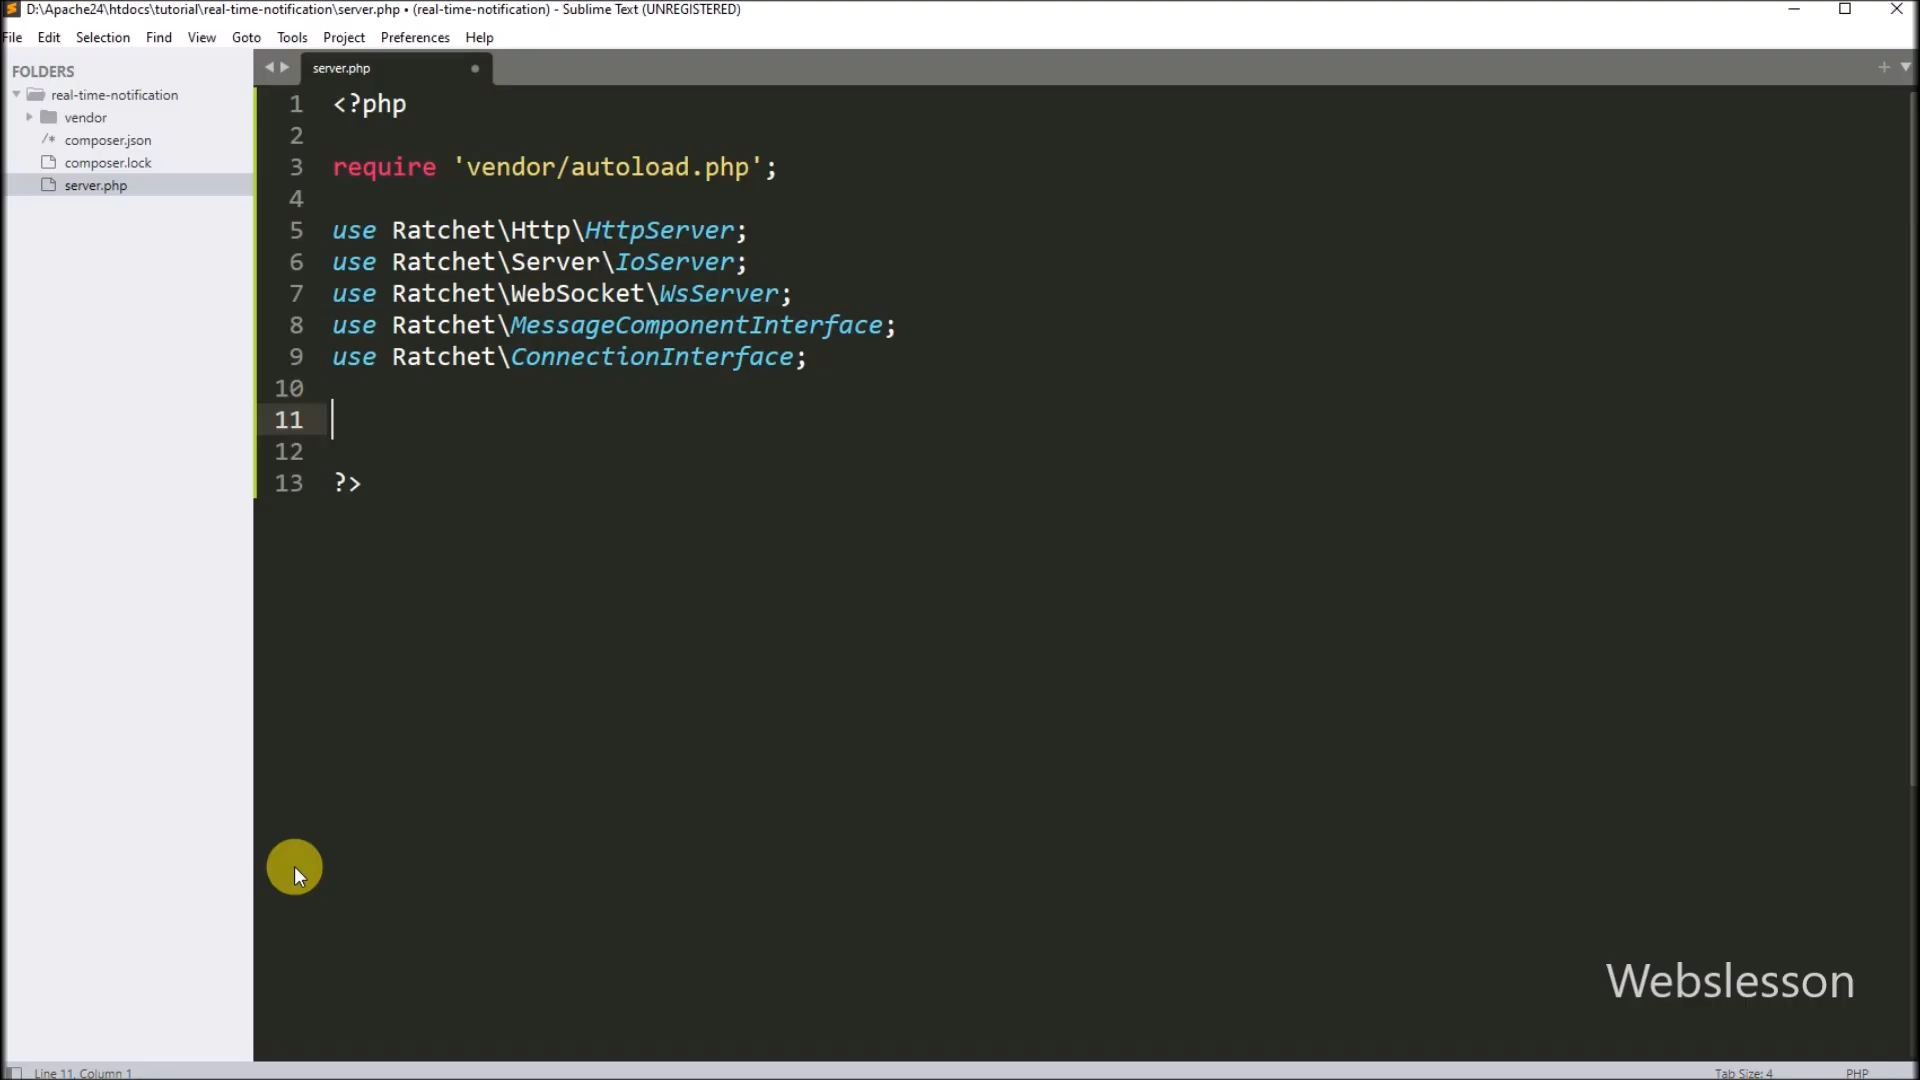 D:\Apache24\htdocs\tutorial\real-time-notification\server.php • (real-time-notification) - Sublime Text (UNREGISTERED)
File Edit Selection Find View Goto Tools Project Preferences Help
FOLDERS
real-time-notification
vendor
/* composer.json
composer.lock
server.php
server.php
1 <?php
2
3 require 'vendor/autoload.php';
4
5 use Ratchet\Http\HttpServer;
6 use Ratchet\Server\IoServer;
7 use Ratchet\WebSocket\WsServer;
8 use Ratchet\MessageComponentInterface;
9 use Ratchet\ConnectionInterface;
10
11
12
13 ?>
Webslesson
Line 11, Column 1
Tab Size: 4
PHP